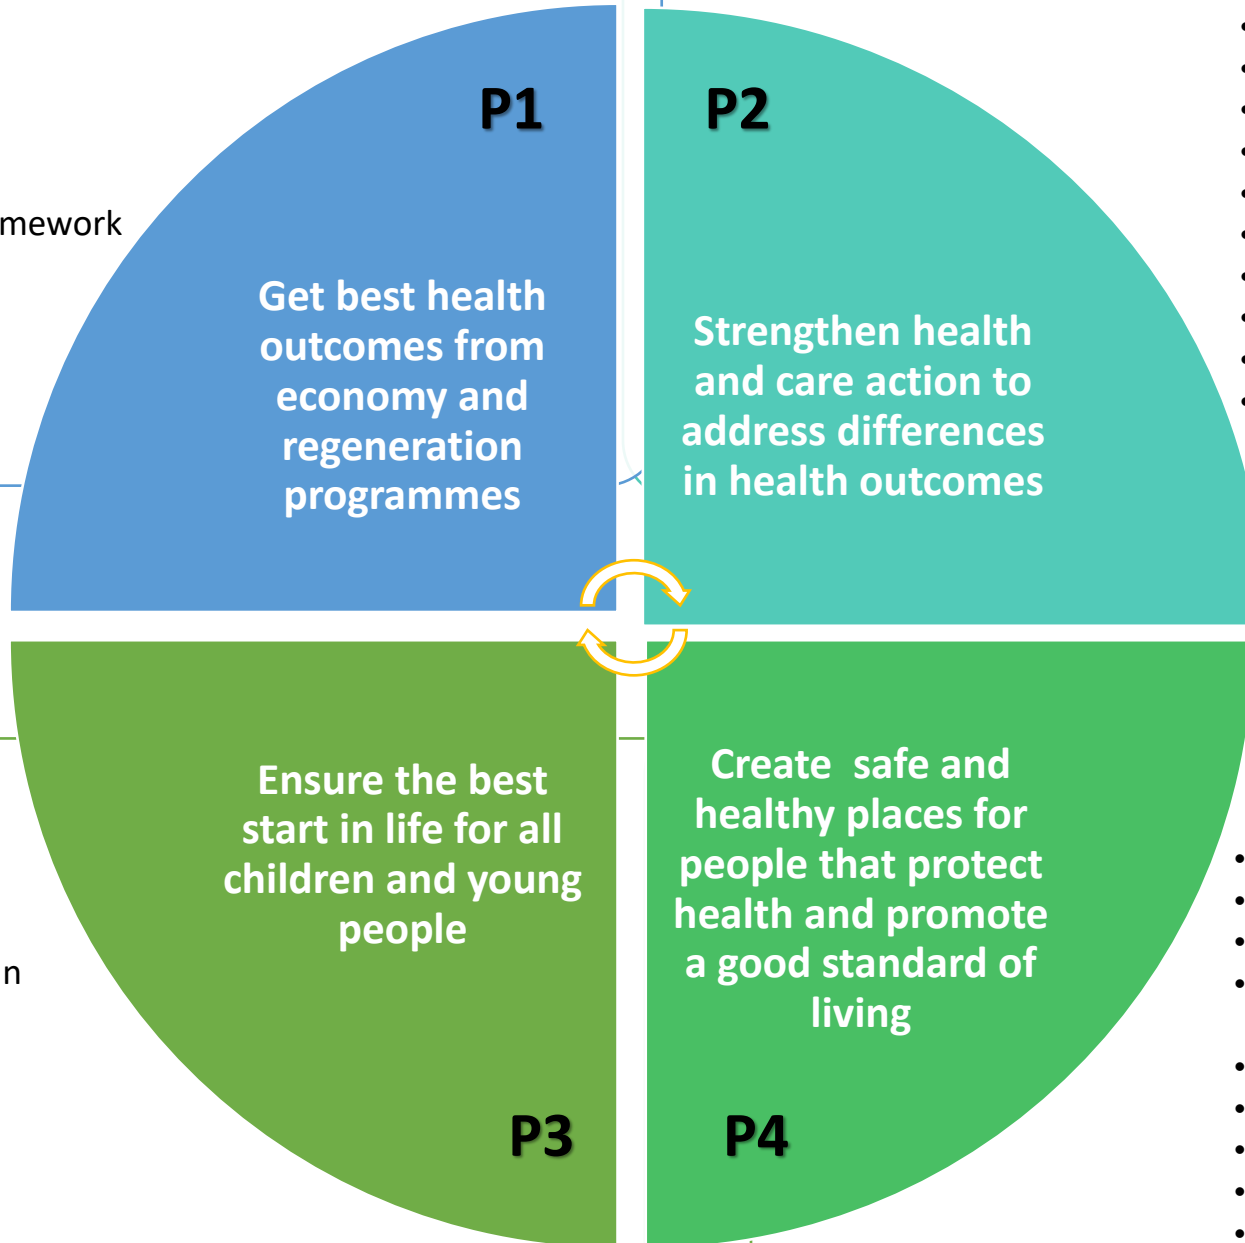 P1
Get best health
outcomes from
economy and
regeneration
programmes
P2
Strengthen health
and care action to
address differences
in health outcomes
mework
Ensure the best
start in life for all
children and young
people
P3
Create  safe and
healthy places for
people that protect
health and promote
a good standard of
living
P4
n